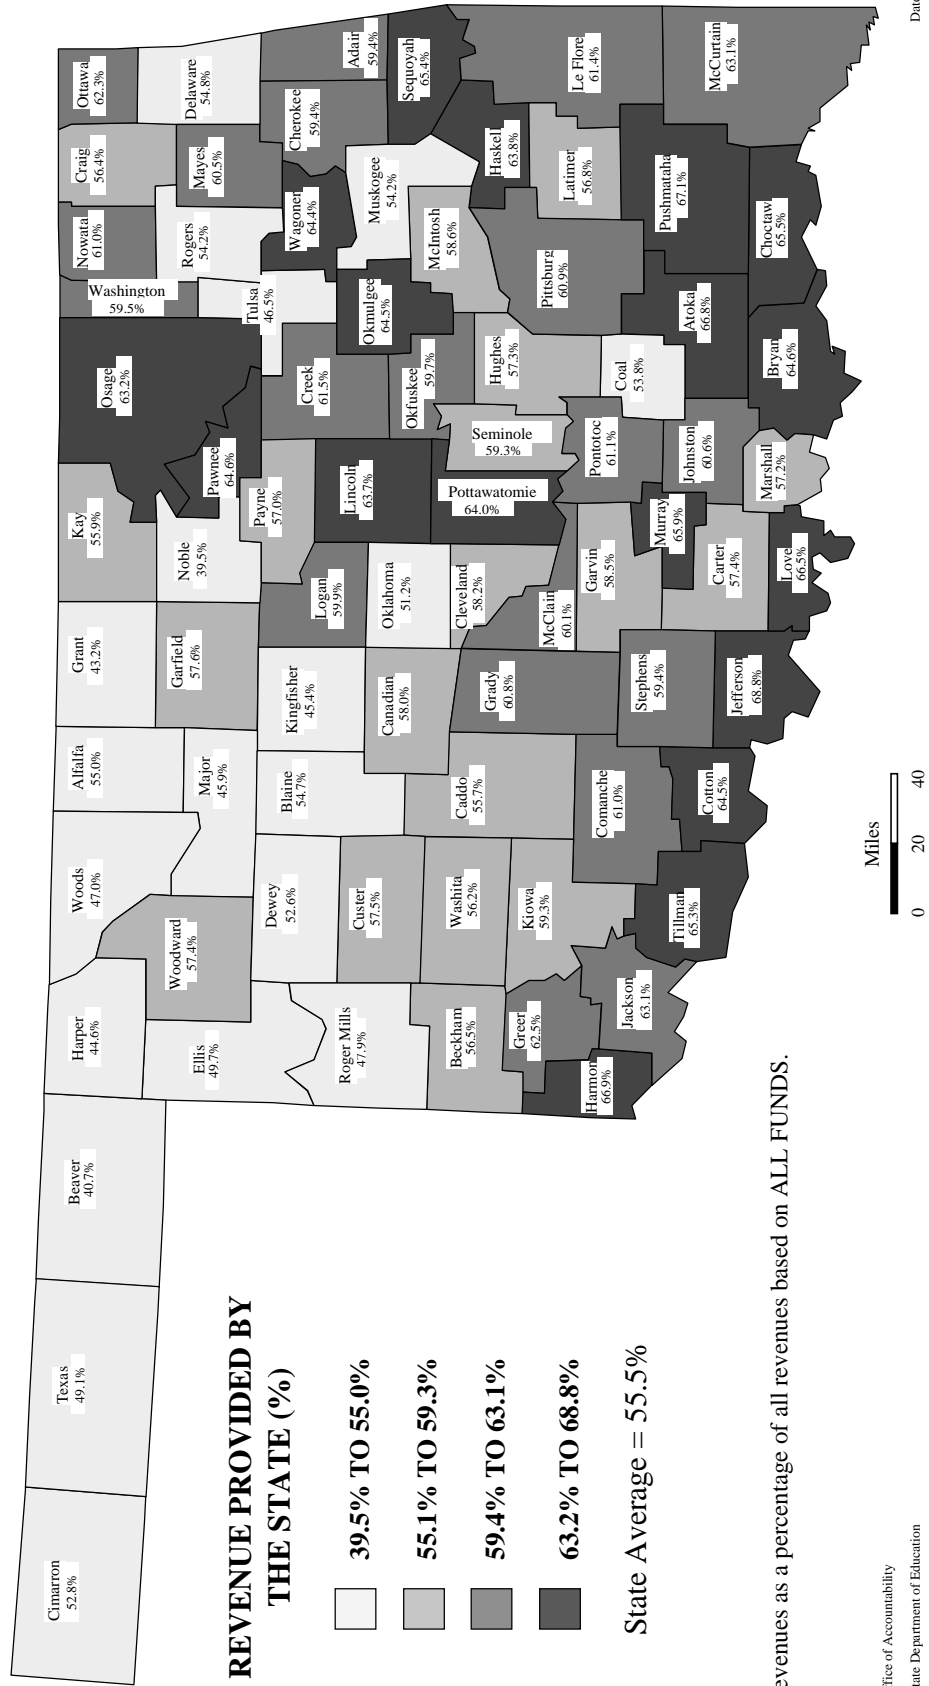 Cimarron
52.8%
Texas
49.1%
Beaver
40.7%
Harper
44.6%
Woods
47.0%
Alfalfa
55.0%
Grant
43.2%
Kay
55.9%
Osage
63.2%
Washington
59.5%
Nowata
61.0%
Craig
56.4%
Ottawa
62.3%
Ellis
49.7%
Woodward
57.4%
Major
45.9%
Garfield
57.6%
Noble
39.5%
Pawnee
64.6%
Tulsa
46.5%
Rogers
54.2%
Mayes
60.5%
Delaware
54.8%
Roger Mills
47.9%
Dewey
52.6%
Blaine
54.7%
Kingfisher
45.4%
Logan
59.9%
Payne
57.0%
Creek
61.5%
Wagoner
64.4%
Cherokee
59.4%
Adair
59.4%
Custer
57.5%
Canadian
58.0%
Oklahoma
51.2%
Lincoln
63.7%
Okfuskee
59.7%
Okmulgee
64.5%
Muskogee
54.2%
Sequoyah
65.4%
Beckham
56.5%
Washita
56.2%
Caddo
55.7%
Grady
60.8%
Cleveland
58.2%
Pottawatomie
64.0%
Seminole
59.3%
Hughes
57.3%
McIntosh
58.6%
Haskell
63.8%
Greer
62.5%
Kiowa
59.3%
McClain
60.1%
Garvin
58.5%
Pontotoc
61.1%
Pittsburg
60.9%
Latimer
56.8%
Le Flore
61.4%
Harmon
66.9%
Jackson
63.1%
Comanche
61.0%
Stephens
59.4%
Murray
65.9%
Johnston
60.6%
Coal
53.8%
Atoka
66.8%
Pushmataha
67.1%
McCurtain
63.1%
Tillman
65.3%
Cotton
64.5%
Jefferson
68.8%
Carter
57.4%
Love
66.5%
Marshall
57.2%
Bryan
64.6%
Choctaw
65.5%
REVENUE PROVIDED BY
THE STATE (%)
39.5% TO 55.0%
55.1% TO 59.3%
59.4% TO 63.1%
63.2% TO 68.8%
State Average = 55.5%
Miles
0 20 40
evenues as a percentage of all revenues based on ALL FUNDS.
ffice of Accountability
tate Department of Education
Date